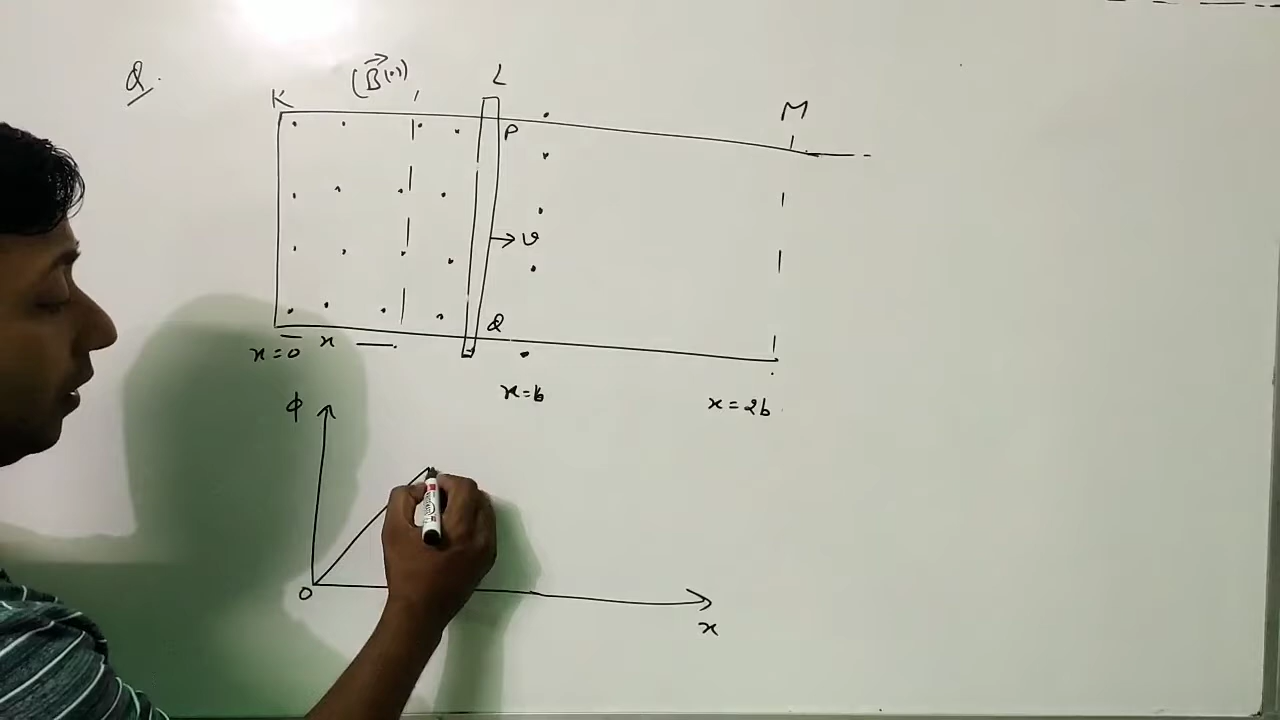 Q.
(B⃗(·))
K
L
M
P
→ v
Q
x=0
x
x=b
x=2b
ϕ
O
x